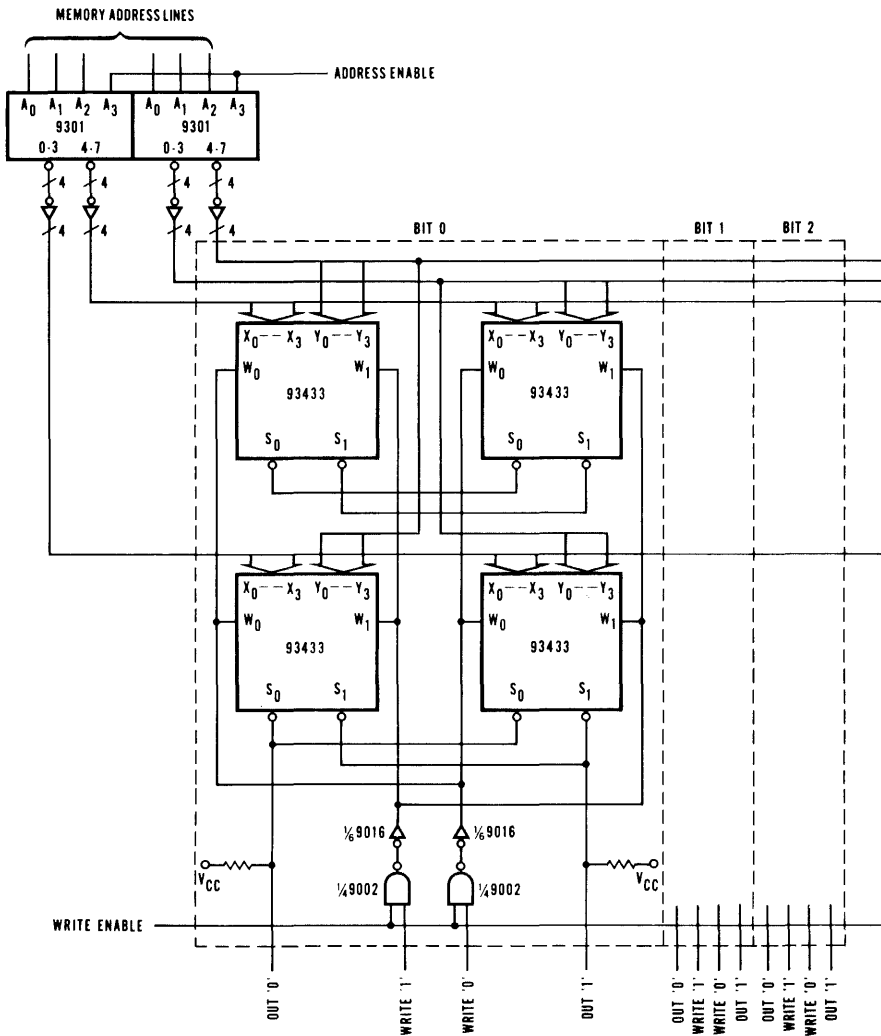 MEMORY ADDRESS LINES
ADDRESS ENABLE
A0 A1 A2 A3 A0 A1 A2 A3
9301 9301
0-3 4-7 0-3 4-7
4 4 4 4
4 4 4 4
BIT 0 BIT 1 BIT 2
X0---X3 Y0---Y3 X0---X3 Y0---Y3
W0 W1 W0 W1
93433 93433
S0 S1 S0 S1
X0---X3 Y0---Y3 X0---X3 Y0---Y3
W0 W1 W0 W1
93433 93433
S0 S1 S0 S1
1/6 9016 1/6 9016
VCC VCC
1/4 9002 1/4 9002
WRITE ENABLE
OUT '0' WRITE '1' WRITE '0' OUT '1' OUT '0' WRITE '1' WRITE '0' OUT '1' OUT '0' WRITE '1' WRITE '0' OUT '1'